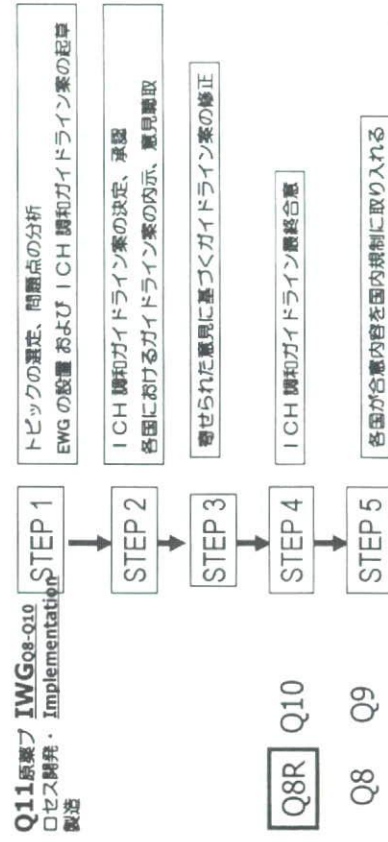 Q11原薬プ
ロセス開発・
製造
IWGQ8-Q10
Implementation
STEP 1
トピックの選定、問題点の分析
EWG の設置 および ICH 調和ガイドライン案の起草
STEP 2
ICH 調和ガイドライン案の決定、承認
各国におけるガイドライン案の内示、意見聴取
STEP 3
寄せられた意見に基づくガイドライン案の修正
Q8R
Q10
STEP 4
ICH 調和ガイドライン最終合意
Q8
Q9
STEP 5
各国が合意内容を国内規制に取り入れる